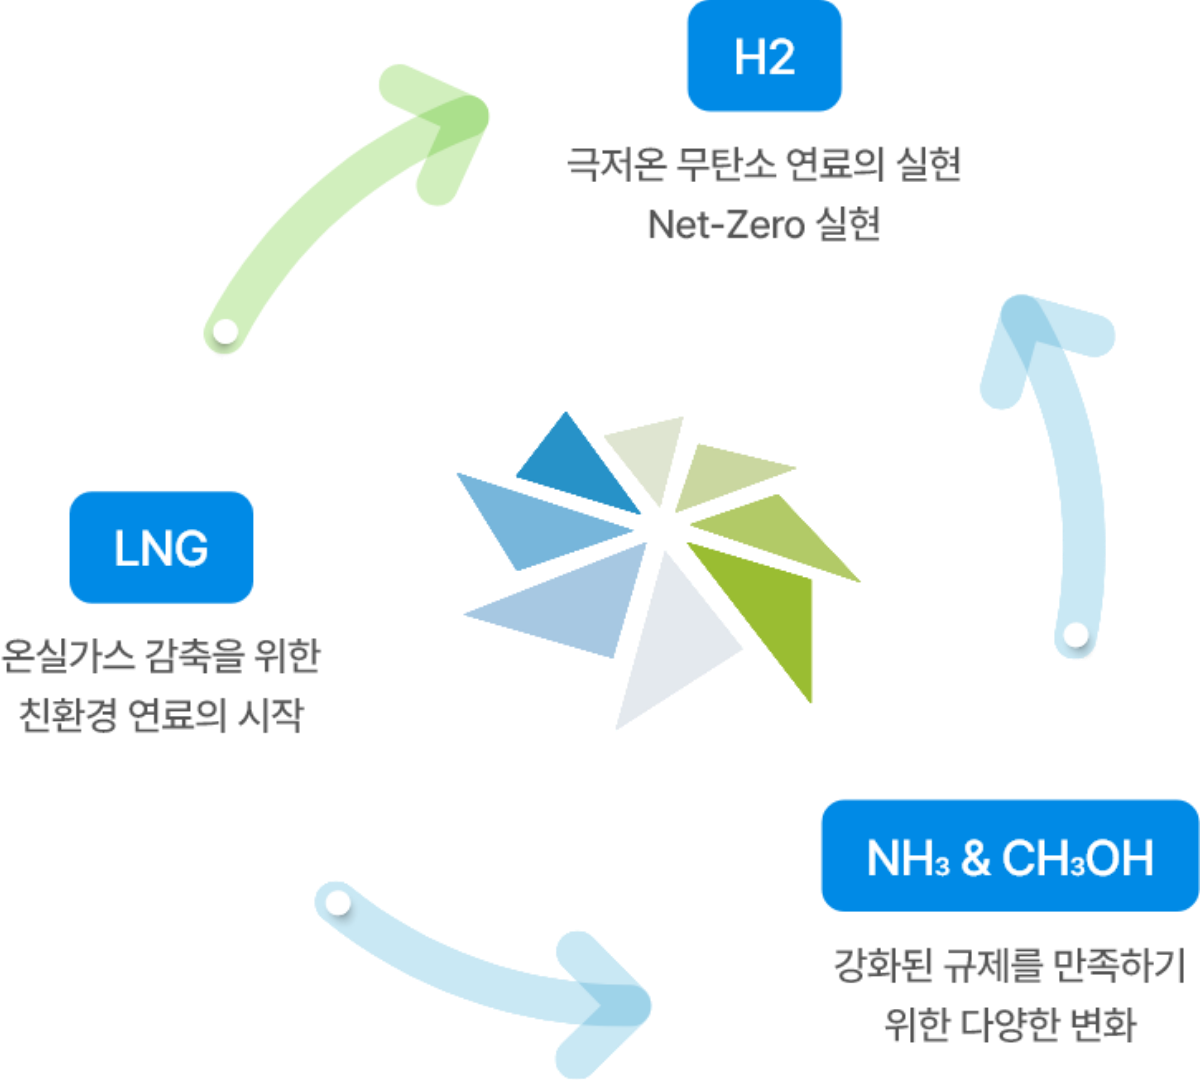 H2
극저온 무탄소 연료의 실현
Net-Zero 실현
LNG
온실가스 감축을 위한
친환경 연료의 시작
NH₃ & CH₃OH
강화된 규제를 만족하기
위한 다양한 변화